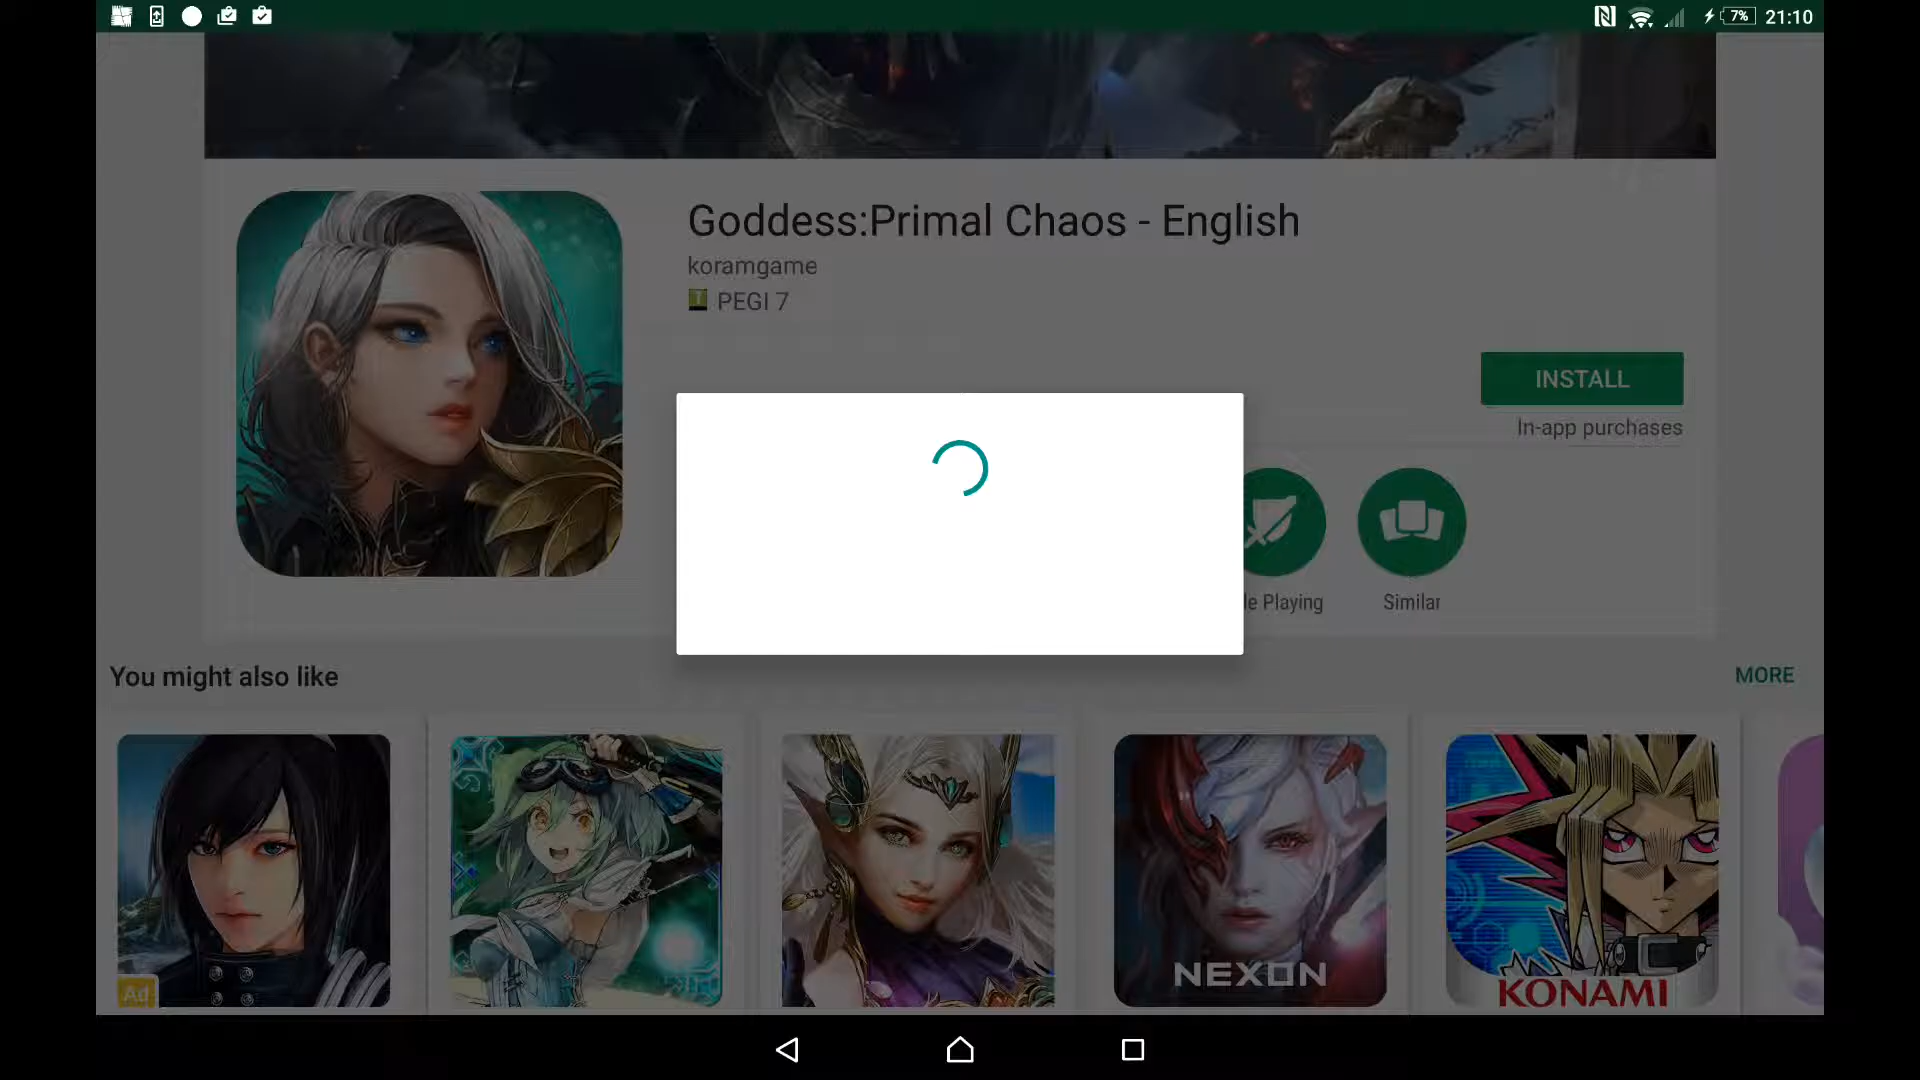 7% 21:10
Goddess:Primal Chaos - English
koramgame
PEGI 7
INSTALL
In-app purchases
le Playing
Similar
You might also like
MORE
Ad
NEXON
KONAMI